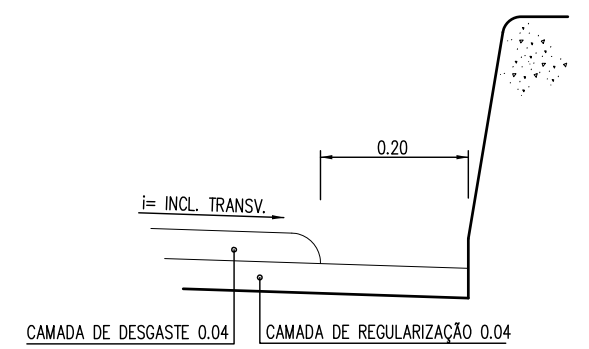 0.20
i= INCL. TRANSV.
CAMADA DE DESGASTE 0.04
CAMADA DE REGULARIZAÇÃO 0.04